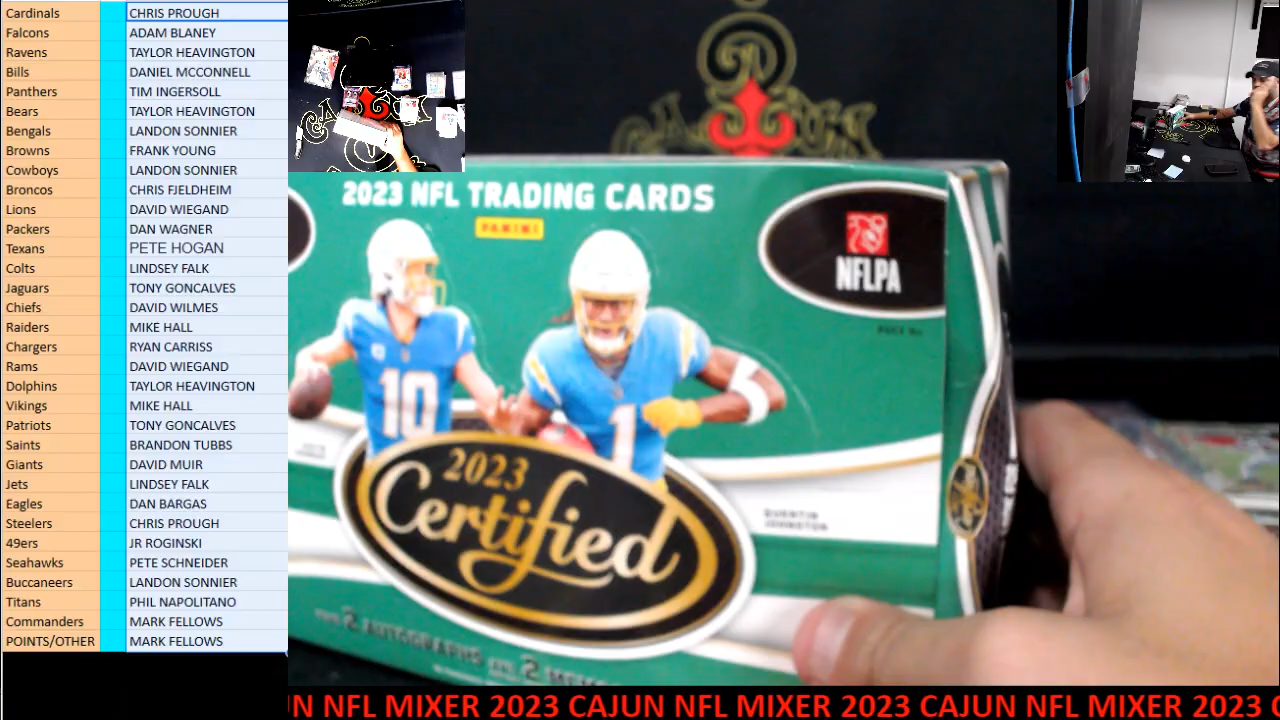 Cardinals CHRIS PROUGH
Falcons ADAM BLANEY
Ravens TAYLOR HEAVINGTON
Bills DANIEL MCCONNELL
Panthers TIM INGERSOLL
Bears TAYLOR HEAVINGTON
Bengals LANDON SONNIER
Browns FRANK YOUNG
Cowboys LANDON SONNIER
Broncos CHRIS FJELDHEIM
Lions DAVID WIEGAND
Packers DAN WAGNER
Texans PETE HOGAN
Colts LINDSEY FALK
Jaguars TONY GONCALVES
Chiefs DAVID WILMES
Raiders MIKE HALL
Chargers RYAN CARRISS
Rams DAVID WIEGAND
Dolphins TAYLOR HEAVINGTON
Vikings MIKE HALL
Patriots TONY GONCALVES
Saints BRANDON TUBBS
Giants DAVID MUIR
Jets LINDSEY FALK
Eagles DAN BARGAS
Steelers CHRIS PROUGH
49ers JR ROGINSKI
Seahawks PETE SCHNEIDER
Buccaneers LANDON SONNIER
Titans PHIL NAPOLITANO
Commanders MARK FELLOWS
POINTS/OTHER MARK FELLOWS
2023 NFL TRADING CARDS
PANINI
NFLPA
10
1
2023
Certified
QUENTIN
JOHNSTON
2 AUTOGRAPHS AND 2
NFL MIXER 2023 CAJUN NFL MIXER 2023 CAJUN NFL MIXER 2023